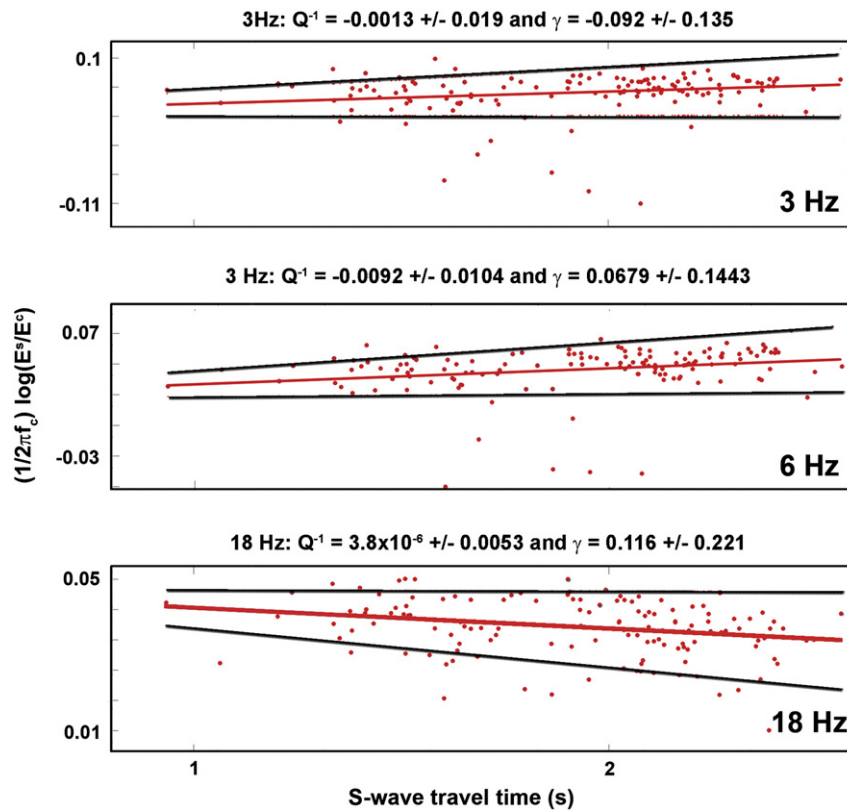 3Hz: Q⁻¹ = -0.0013 +/- 0.019 and γ = -0.092 +/- 0.135
0.1
-0.11
3 Hz
3 Hz: Q⁻¹ = -0.0092 +/- 0.0104 and γ = 0.0679 +/- 0.1443
0.07
-0.03
6 Hz
(1/2πf_c) log(Eˢ/Eᶜ)
18 Hz: Q⁻¹ = 3.8x10⁻⁶ +/- 0.0053 and γ = 0.116 +/- 0.221
0.05
0.01
18 Hz
1 2
S-wave travel time (s)